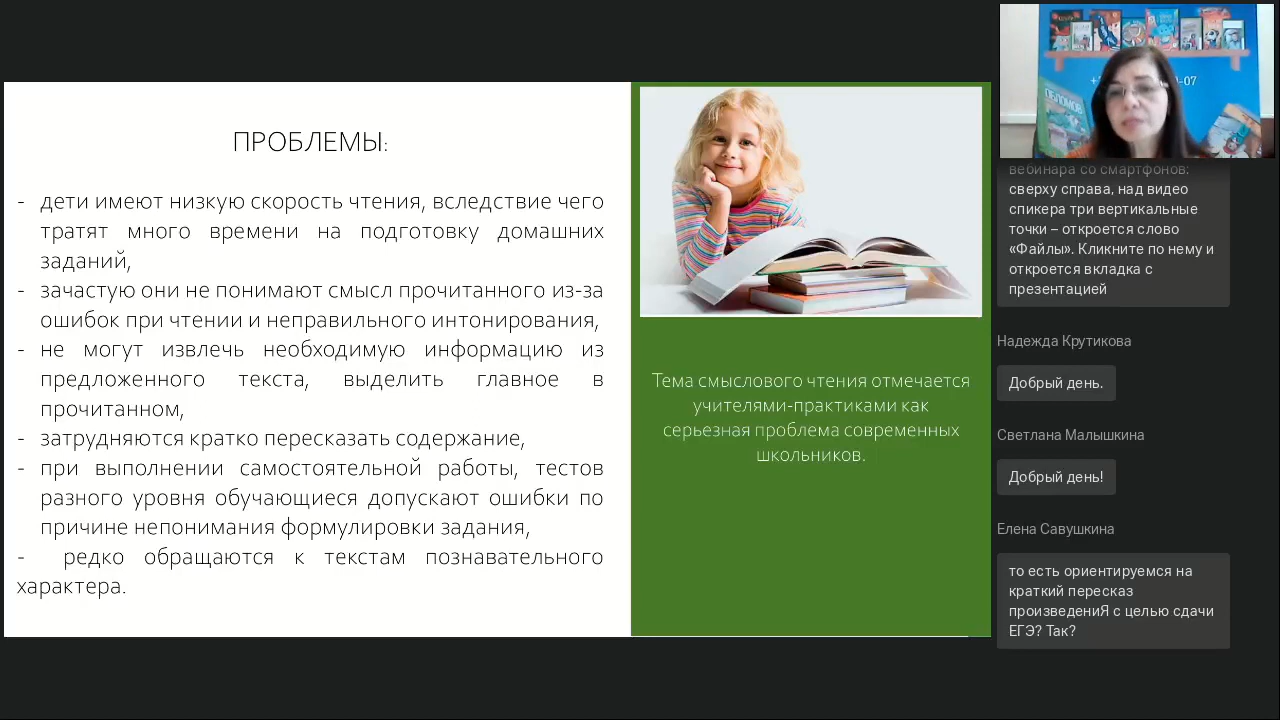 ПРОБЛЕМЫ:
- дети имеют низкую скорость чтения, вследствие чего
тратят много времени на подготовку домашних
заданий,
- зачастую они не понимают смысл прочитанного из-за
ошибок при чтении и неправильного интонирования,
- не могут извлечь необходимую информацию из
предложенного текста, выделить главное в
прочитанном,
- затрудняются кратко пересказать содержание,
- при выполнении самостоятельной работы, тестов
разного уровня обучающиеся допускают ошибки по
причине непонимания формулировки задания,
- редко обращаются к текстам познавательного
характера.
Тема смыслового чтения отмечается
учителями-практиками как
серьезная проблема современных
школьников.
ОБЛОМОВ
вебинара со смартфонов:
сверху справа, над видео
спикера три вертикальные
точки – откроется слово
«Файлы». Кликните по нему и
откроется вкладка с
презентацией
Надежда Крутикова
Добрый день.
Светлана Малышкина
Добрый день!
Елена Савушкина
то есть ориентируемся на
краткий пересказ
произведениЯ с целью сдачи
ЕГЭ? Так?